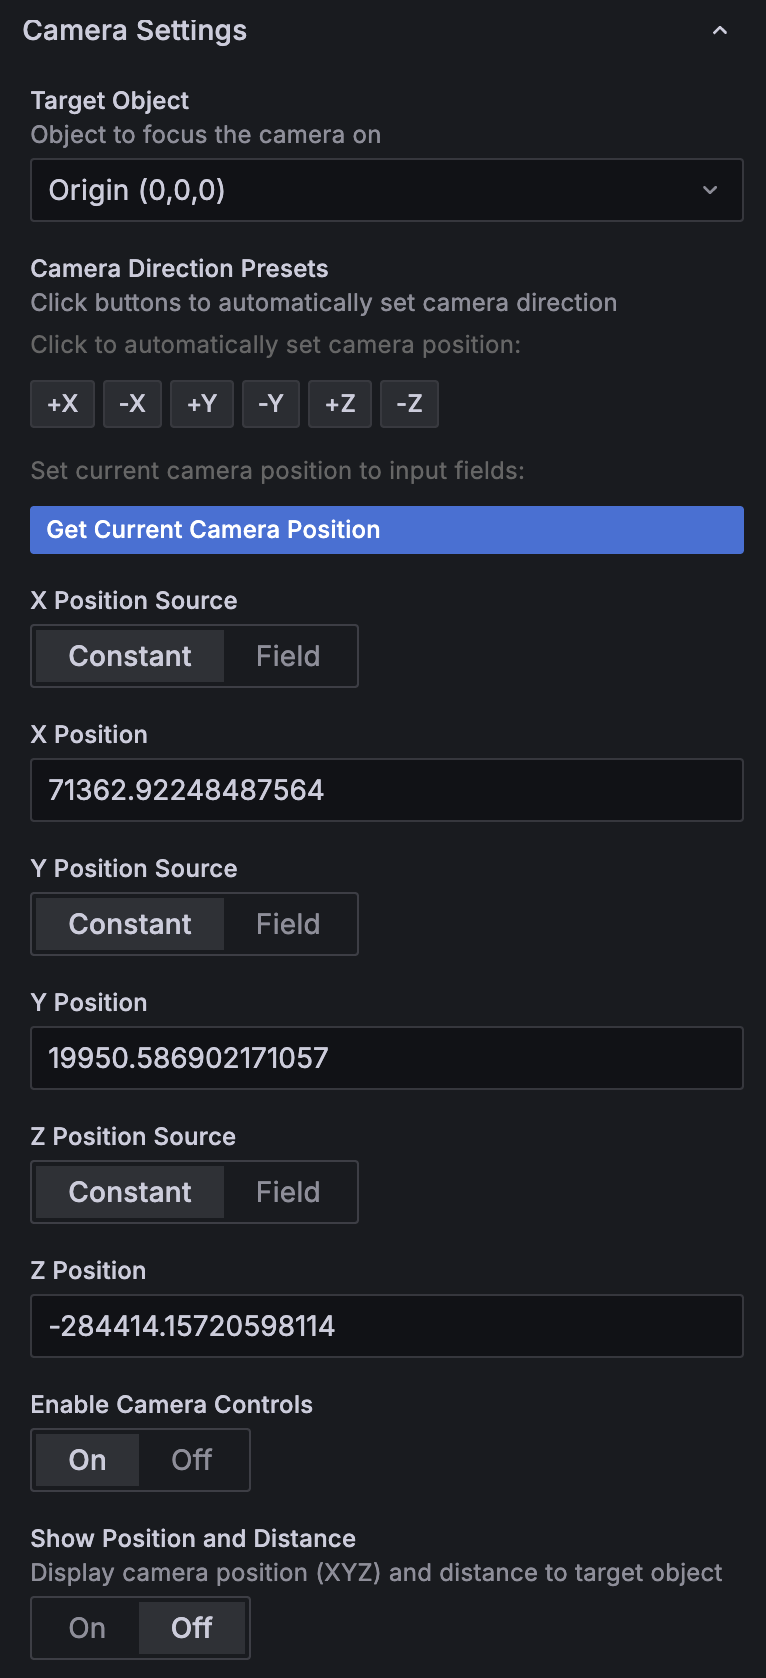 Camera Settings
Target Object
Object to focus the camera on
Origin (0,0,0)
Camera Direction Presets
Click buttons to automatically set camera direction
Click to automatically set camera position:
+X -X +Y -Y +Z -Z
Set current camera position to input fields:
Get Current Camera Position
X Position Source
Constant Field
X Position
71362.92248487564
Y Position Source
Constant Field
Y Position
19950.586902171057
Z Position Source
Constant Field
Z Position
-284414.15720598114
Enable Camera Controls
On Off
Show Position and Distance
Display camera position (XYZ) and distance to target object
On Off